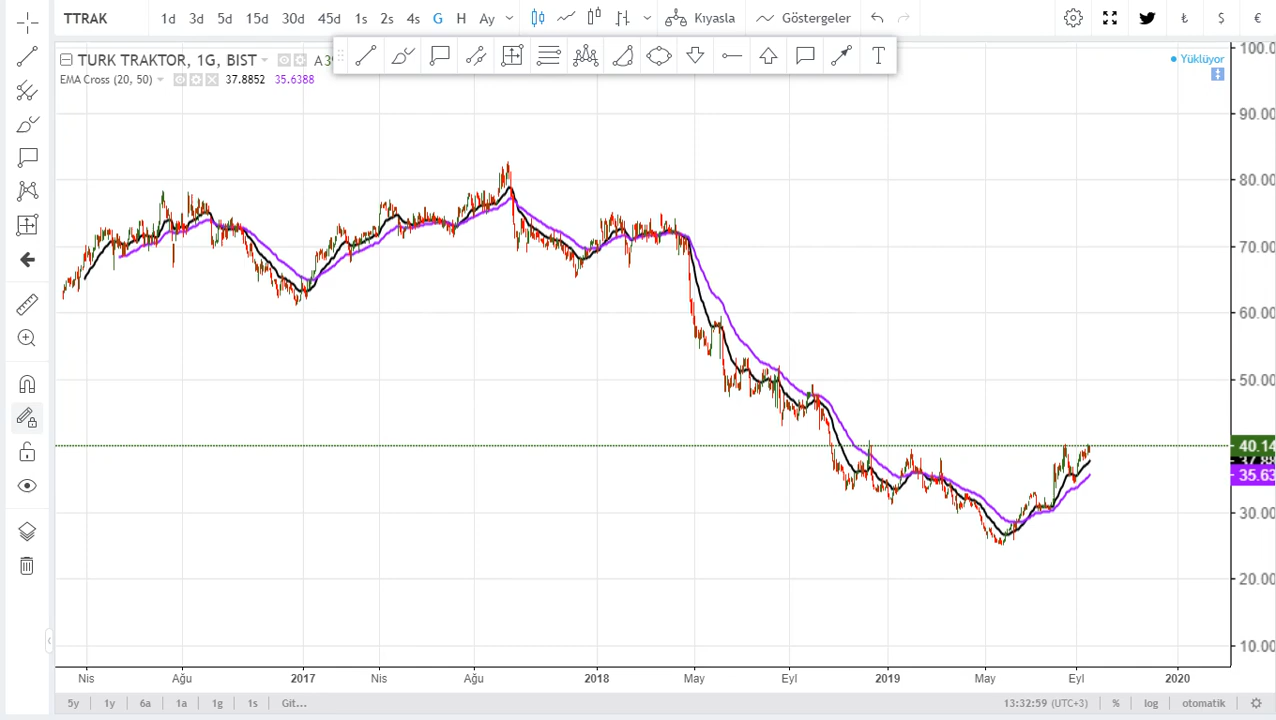 TTRAK 1d 3d 5d 15d 30d 45d 1s 2s 4s G H Ay Kıyasla Göstergeler ₺ $ €
TURK TRAKTOR, 1G, BIST
Yüklüyor
EMA Cross (20, 50) 37.8852 35.6388
T
90.00
80.00
70.00
60.00
50.00
40.14
35.63
30.00
20.00
10.00
Nis Ağu 2017 Nis Ağu 2018 May Eyl 2019 May Eyl 2020
5y 1y 6a 1a 1g 1s Git... 13:32:59 (UTC+3) % log otomatik